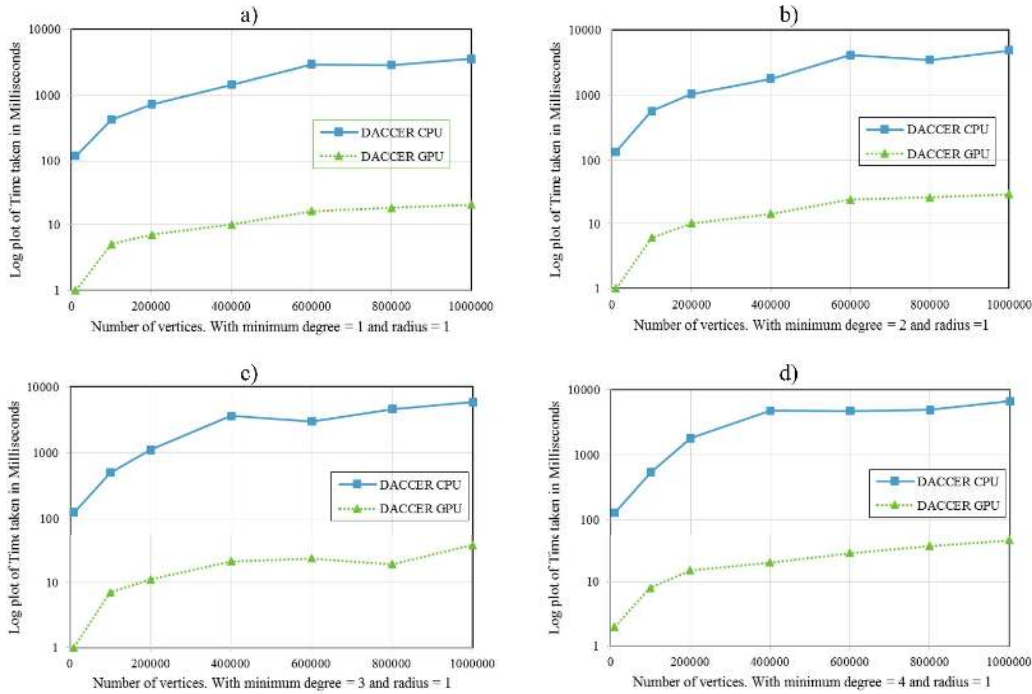 a)
Log plot of Time taken in Milliseconds
10000
1000
100
10
1
DACCER CPU
DACCER GPU
0 200000 400000 600000 800000 1000000
Number of vertices. With minimum degree = 1 and radius = 1
b)
Log plot of Time taken in Milliseconds
10000
1000
100
10
1
DACCER CPU
DACCER GPU
0 200000 400000 600000 800000 1000000
Number of vertices. With minimum degree = 2 and radius =1
c)
Log plot of Time taken in Milliseconds
10000
1000
100
10
1
DACCER CPU
DACCER GPU
0 200000 400000 600000 800000 1000000
Number of vertices. With minimum degree = 3 and radius = 1
d)
Log plot of Time taken in Milliseconds
10000
1000
100
10
1
DACCER CPU
DACCER GPU
0 200000 400000 600000 800000 1000000
Number of vertices. With minimum degree = 4 and radius = 1